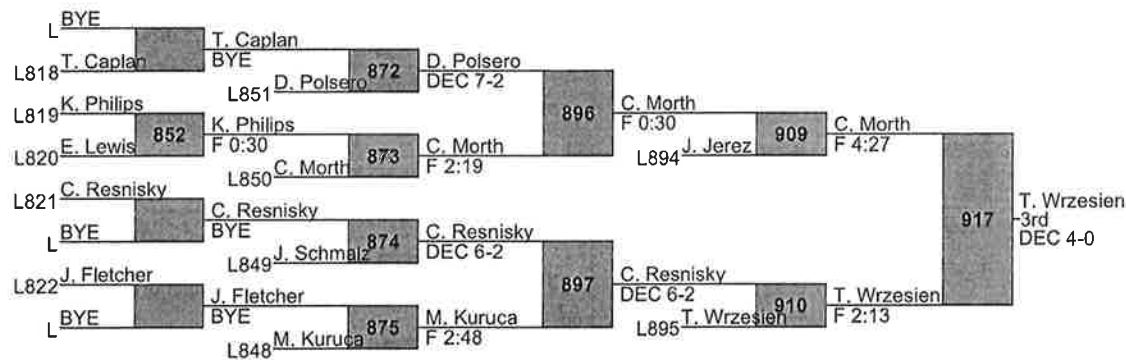 BYE
L
T. Caplan
L818
T. Caplan
BYE
D. Polsero
L851
872
D. Polsero
DEC 7-2
K. Philips
L819
852
E. Lewis
L820
K. Philips
F 0:30
C. Morth
L850
873
C. Morth
F 2:19
896
C. Morth
F 0:30
J. Jerez
L894
909
C. Morth
F 4:27
C. Resnisky
L821
BYE
L
C. Resnisky
BYE
J. Schmalz
L849
874
C. Resnisky
DEC 6-2
J. Fletcher
L822
BYE
L
J. Fletcher
BYE
M. Kuruca
L848
875
M. Kuruca
F 2:48
897
C. Resnisky
DEC 6-2
T. Wrzesien
L895
910
T. Wrzesien
F 2:13
917
T. Wrzesien
3rd
DEC 4-0